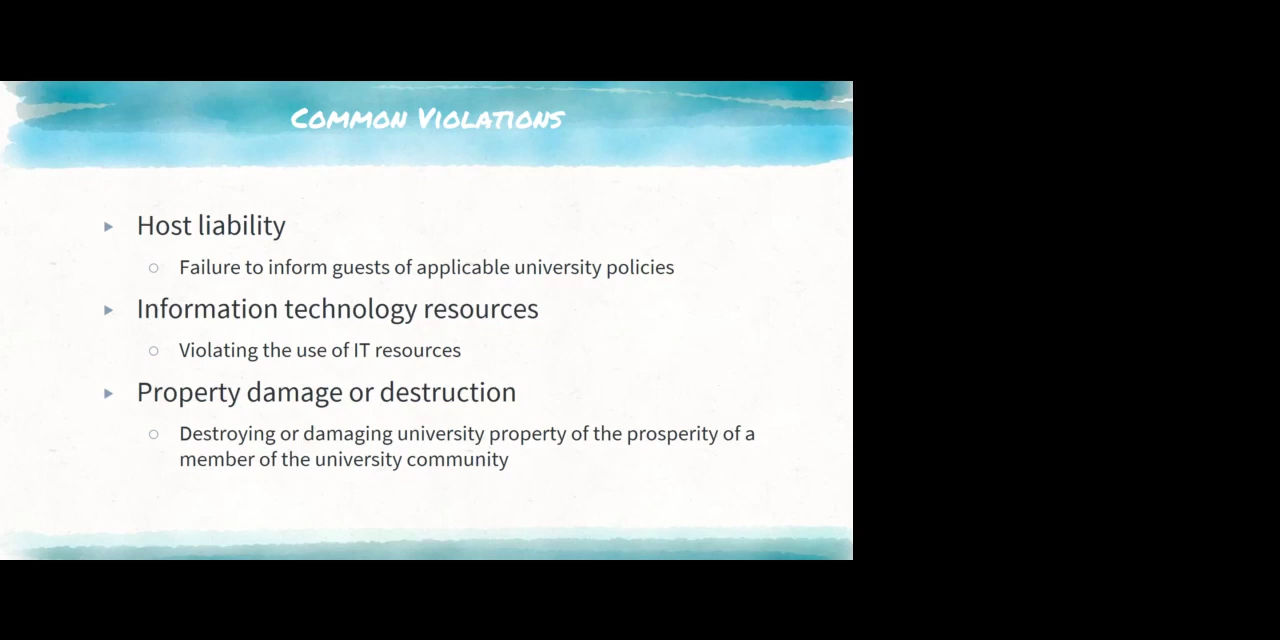 Common Violations
Host liability
Failure to inform guests of applicable university policies
Information technology resources
Violating the use of IT resources
Property damage or destruction
Destroying or damaging university property of the prosperity of a
member of the university community